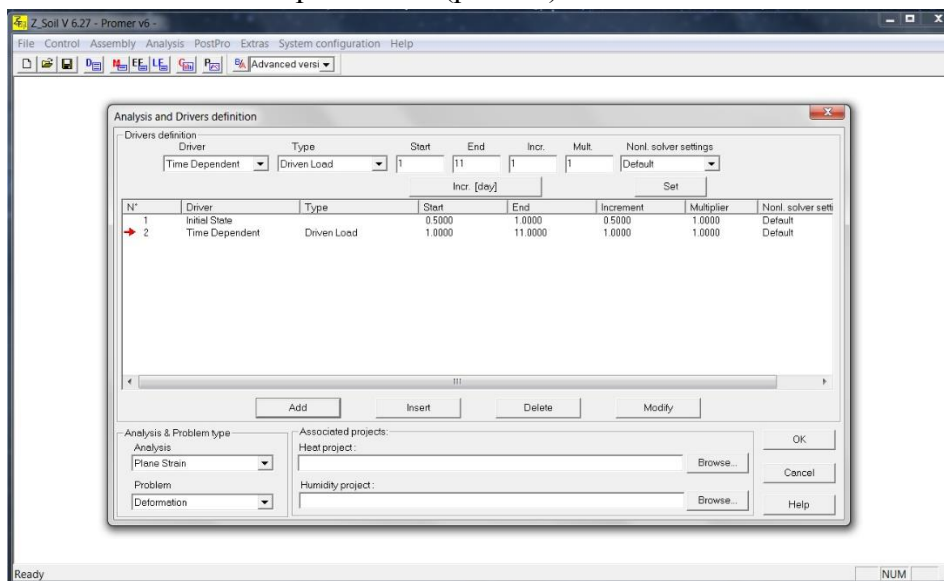 Z_Soil V 6.27 - Promer v6 -
File Control Assembly Analysis PostPro Extras System configuration Help
Advanced versi
Analysis and Drivers definition
Drivers definition
Driver Type Start End Incr. Mult. Nonl. solver settings
Time Dependent Driven Load 1 11 1 1 Default
Incr. [day] Set
N° Driver Type Start End Increment Multiplier Nonl. solver setti
1 Initial State 0.5000 1.0000 0.5000 1.0000 Default
2 Time Dependent Driven Load 1.0000 11.0000 1.0000 1.0000 Default
Add Insert Delete Modify
Analysis & Problem type Associated projects:
Analysis Heat project : OK
Plane Strain Browse...
Cancel
Problem Humidity project :
Deformation Browse... Help
Ready NUM